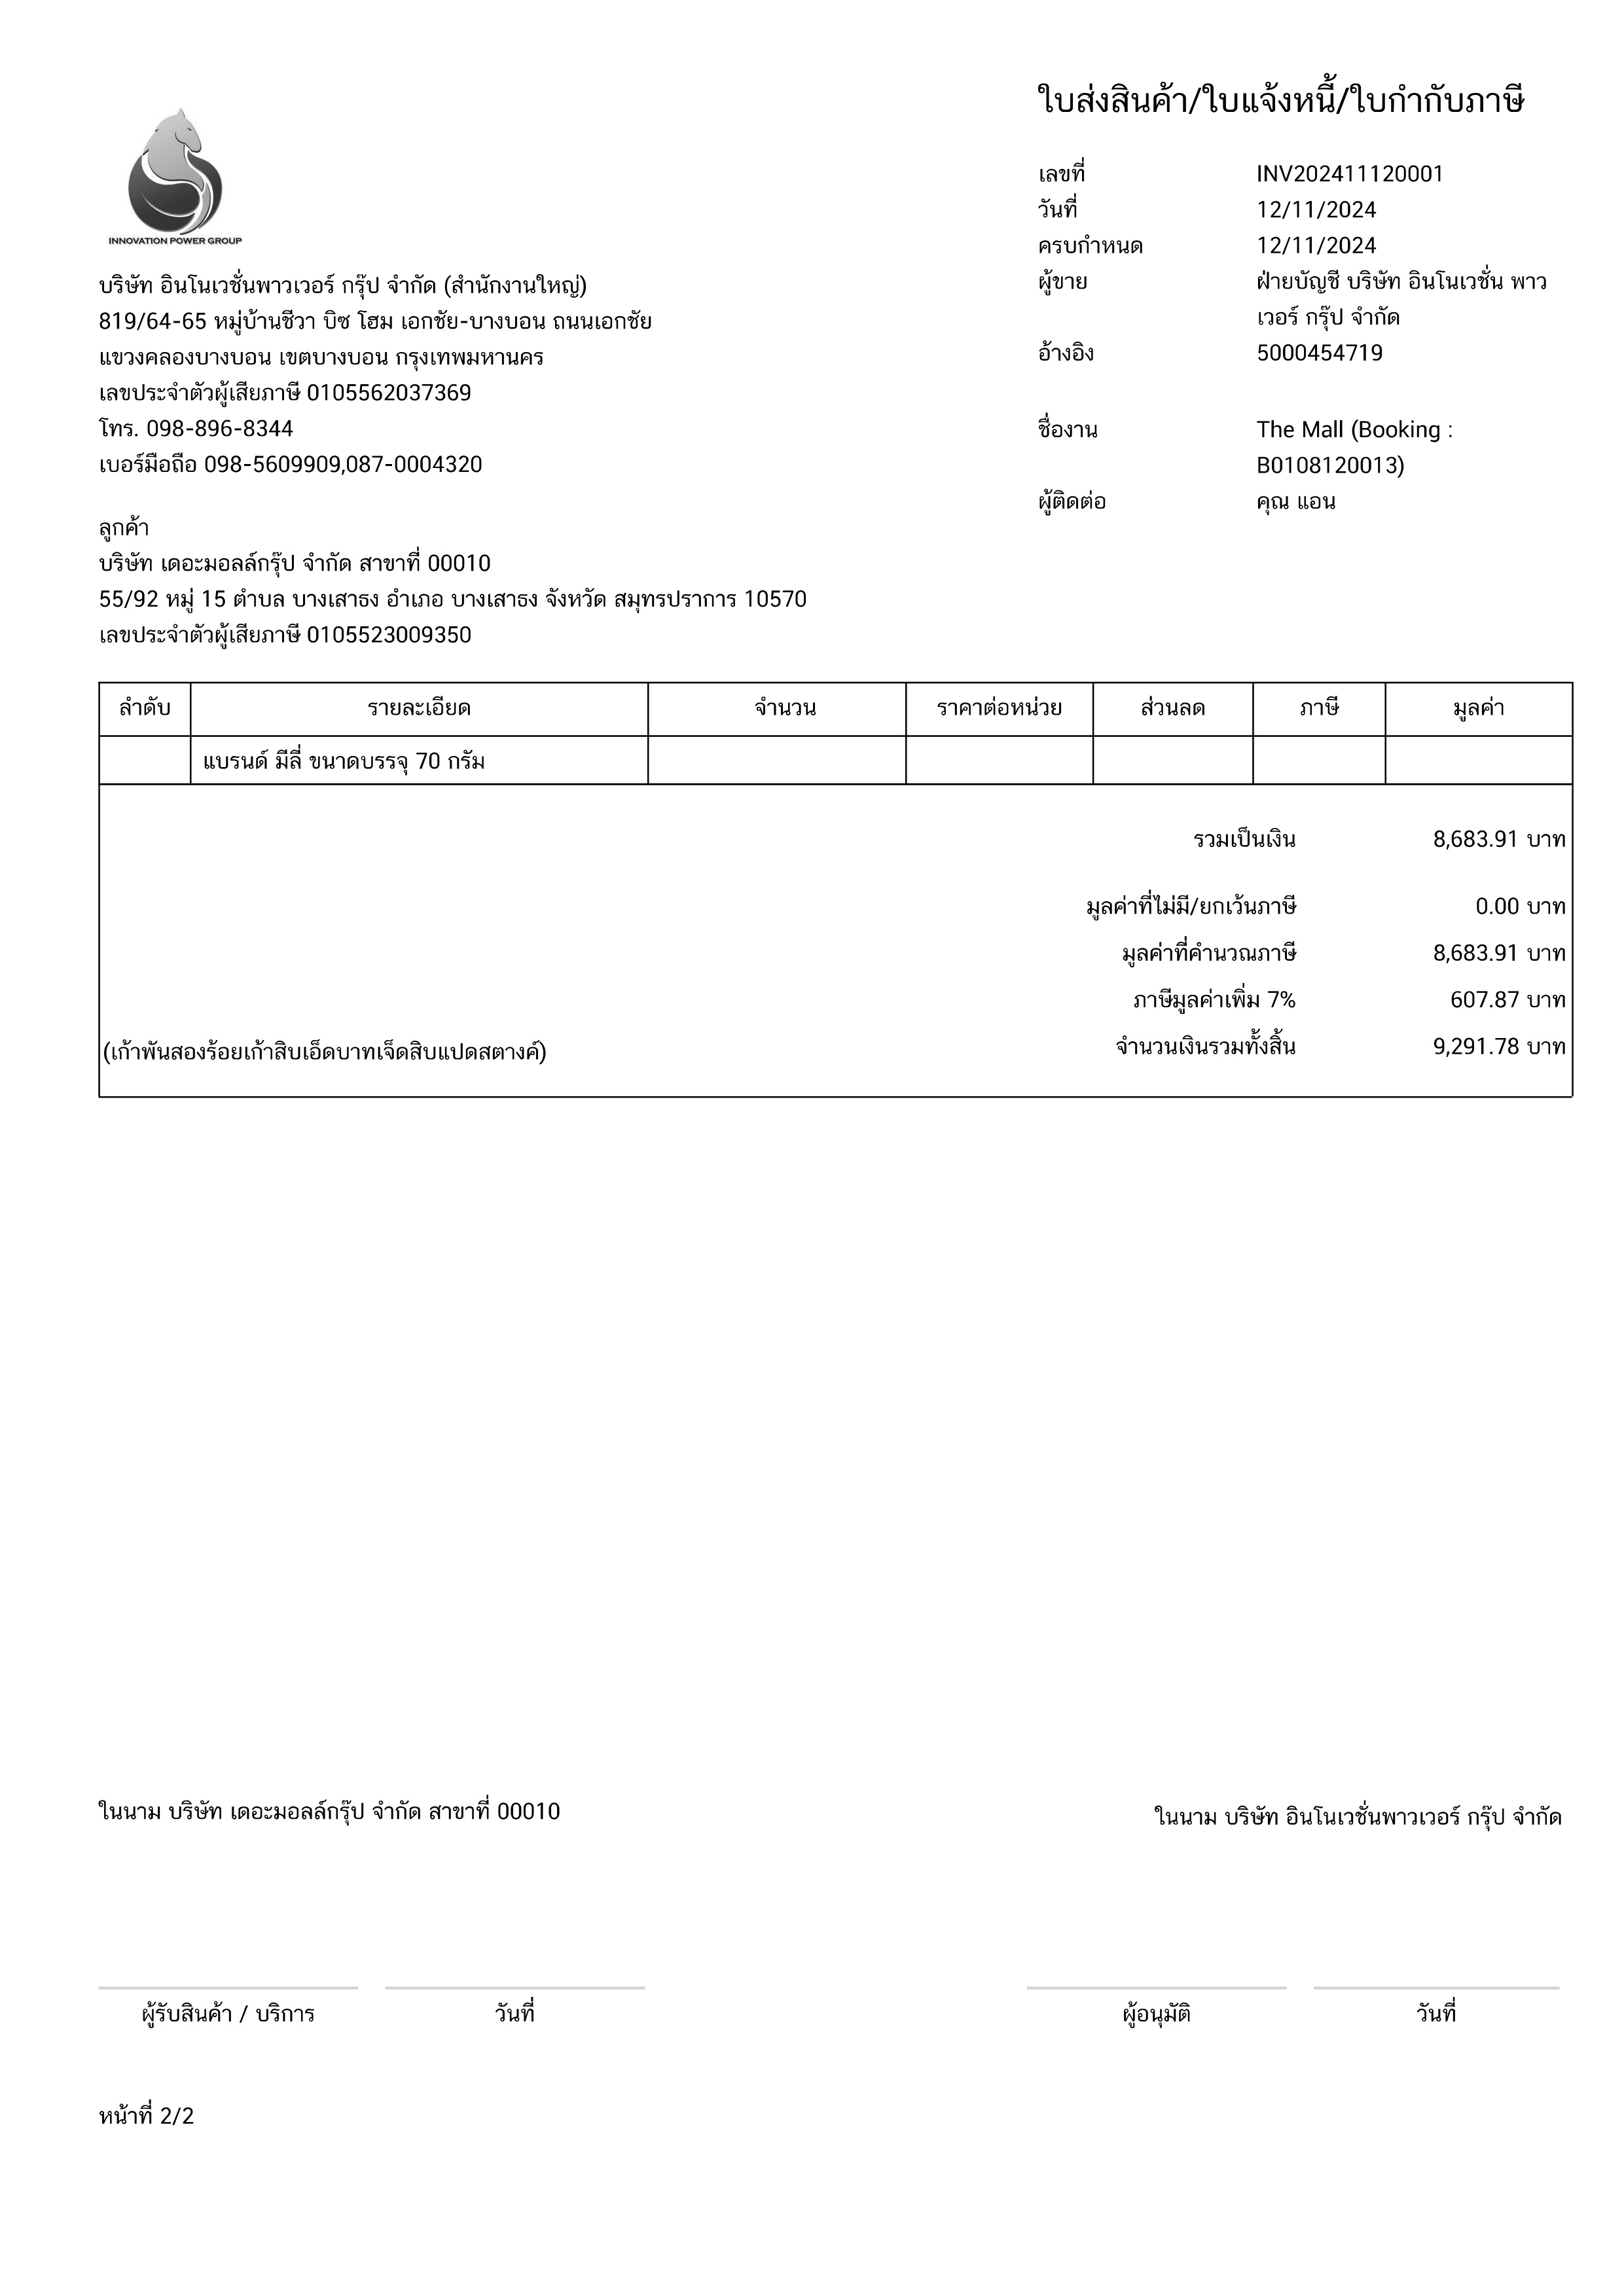 ใบส่งสินค้า/ใบแจ้งหนี้/ใบกำกับภาษี
INNOVATION POWER GROUP
เลขที่ INV202411120001
วันที่ 12/11/2024
ครบกำหนด 12/11/2024
ผู้ขาย ฝ่ายบัญชี บริษัท อินโนเวชั่น พาว
เวอร์ กรุ๊ป จำกัด
อ้างอิง 5000454719
ชื่องาน The Mall (Booking :
B0108120013)
ผู้ติดต่อ คุณ แอน
บริษัท อินโนเวชั่นพาวเวอร์ กรุ๊ป จำกัด (สำนักงานใหญ่)
819/64-65 หมู่บ้านชีวา บิซ โฮม เอกชัย-บางบอน ถนนเอกชัย
แขวงคลองบางบอน เขตบางบอน กรุงเทพมหานคร
เลขประจำตัวผู้เสียภาษี 0105562037369
โทร. 098-896-8344
เบอร์มือถือ 098-5609909,087-0004320
ลูกค้า
บริษัท เดอะมอลล์กรุ๊ป จำกัด สาขาที่ 00010
55/92 หมู่ 15 ตำบล บางเสาธง อำเภอ บางเสาธง จังหวัด สมุทรปราการ 10570
เลขประจำตัวผู้เสียภาษี 0105523009350
ลำดับ รายละเอียด จำนวน ราคาต่อหน่วย ส่วนลด ภาษี มูลค่า
แบรนด์ มีลี่ ขนาดบรรจุ 70 กรัม
รวมเป็นเงิน 8,683.91 บาท
มูลค่าที่ไม่มี/ยกเว้นภาษี 0.00 บาท
มูลค่าที่คำนวณภาษี 8,683.91 บาท
ภาษีมูลค่าเพิ่ม 7% 607.87 บาท
(เก้าพันสองร้อยเก้าสิบเอ็ดบาทเจ็ดสิบแปดสตางค์) จำนวนเงินรวมทั้งสิ้น 9,291.78 บาท
ในนาม บริษัท เดอะมอลล์กรุ๊ป จำกัด สาขาที่ 00010 ในนาม บริษัท อินโนเวชั่นพาวเวอร์ กรุ๊ป จำกัด
ผู้รับสินค้า / บริการ วันที่ ผู้อนุมัติ วันที่
หน้าที่ 2/2